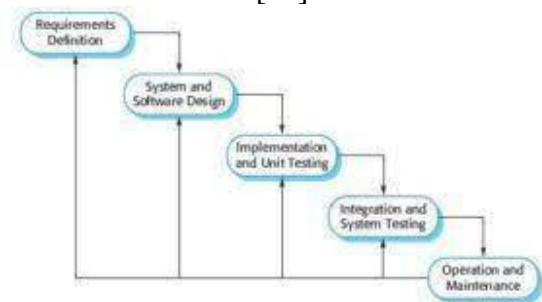 Requirements
Definition
System and
Software Design
Implementation
and Unit Testing
Integration and
System Testing
Operation and
Maintenance